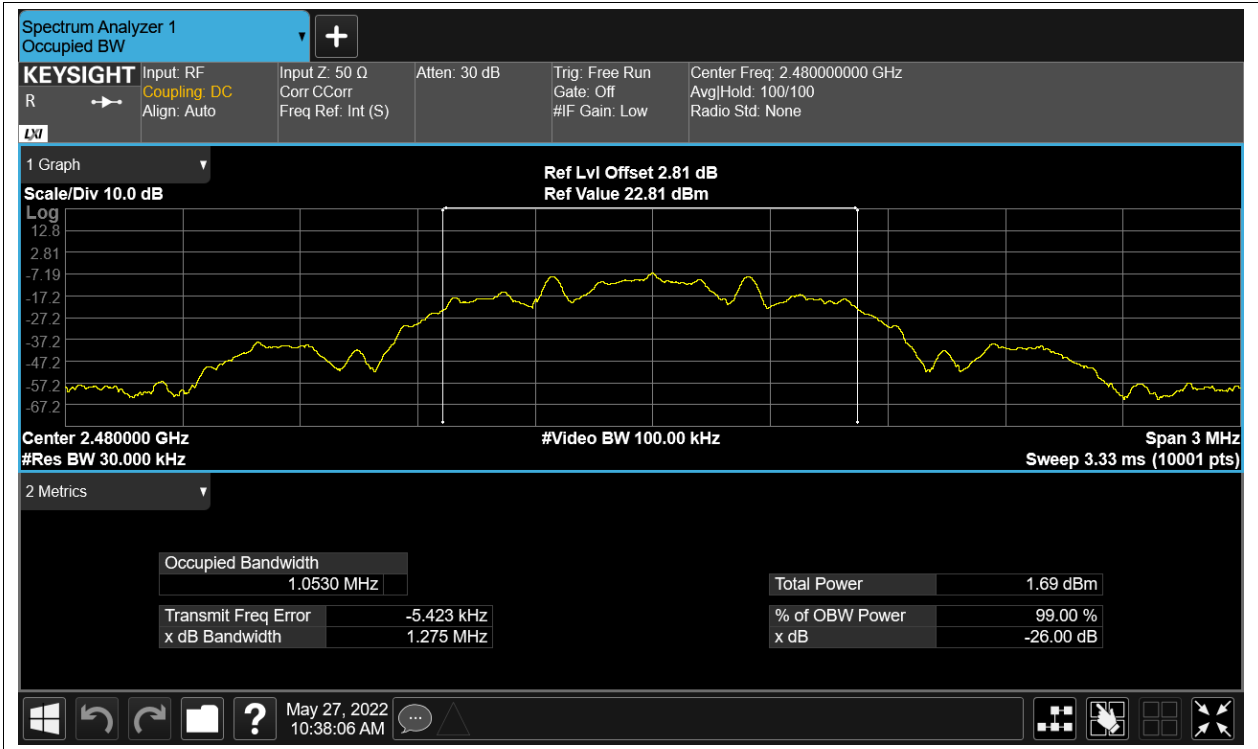 Spectrum Analyzer 1
Occupied BW
KEYSIGHT
R
LXI
Input: RF
Coupling: DC
Align: Auto
Input Z: 50 Ω
Corr CCorr
Freq Ref: Int (S)
Atten: 30 dB
Trig: Free Run
Gate: Off
#IF Gain: Low
Center Freq: 2.480000000 GHz
Avg|Hold: 100/100
Radio Std: None
1 Graph
Scale/Div 10.0 dB
Ref Lvl Offset 2.81 dB
Ref Value 22.81 dBm
Log
12.8
2.81
-7.19
-17.2
-27.2
-37.2
-47.2
-57.2
-67.2
Center 2.480000 GHz
#Res BW 30.000 kHz
#Video BW 100.00 kHz
Span 3 MHz
Sweep 3.33 ms (10001 pts)
2 Metrics
Occupied Bandwidth
1.0530 MHz
Transmit Freq Error -5.423 kHz
x dB Bandwidth 1.275 MHz
Total Power 1.69 dBm
% of OBW Power 99.00 %
x dB -26.00 dB
?
May 27, 2022
10:38:06 AM